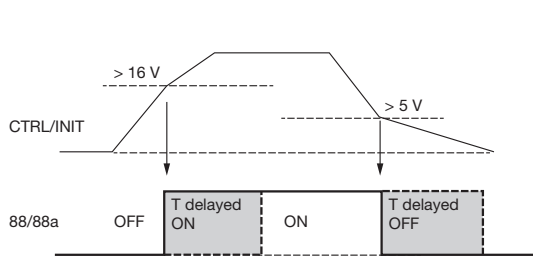 > 16 V
> 5 V
CTRL/INIT
88/88a
OFF
T delayed
ON
ON
T delayed
OFF